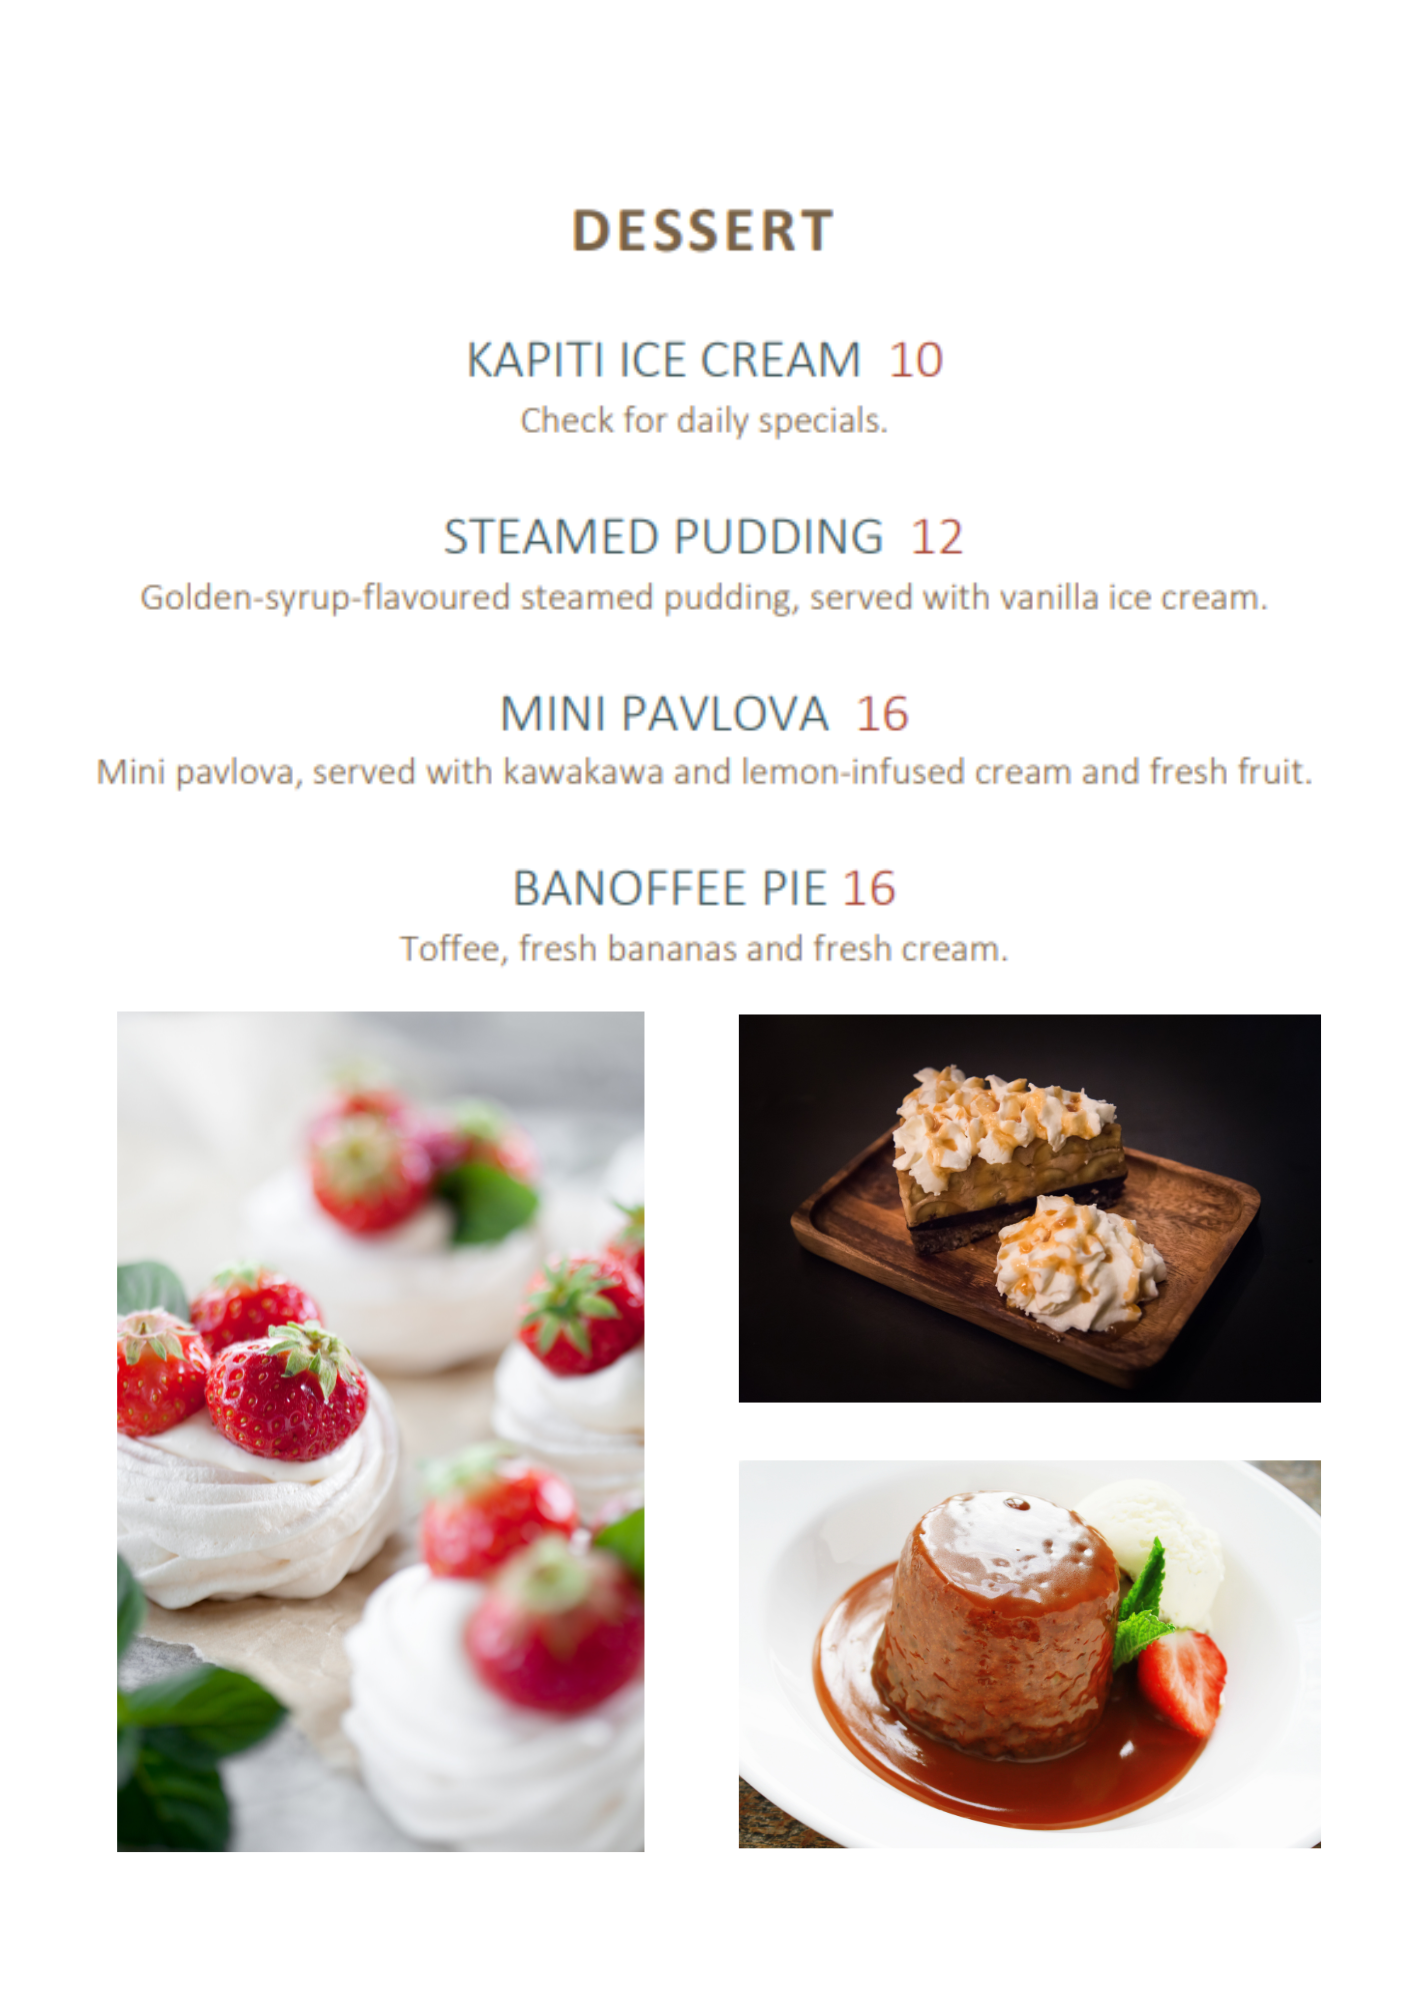 DESSERT
KAPITI ICE CREAM 10
Check for daily specials.
STEAMED PUDDING 12
Golden-syrup-flavoured steamed pudding, served with vanilla ice cream.
MINI PAVLOVA 16
Mini pavlova, served with kawakawa and lemon-infused cream and fresh fruit.
BANOFFEE PIE 16
Toffee, fresh bananas and fresh cream.